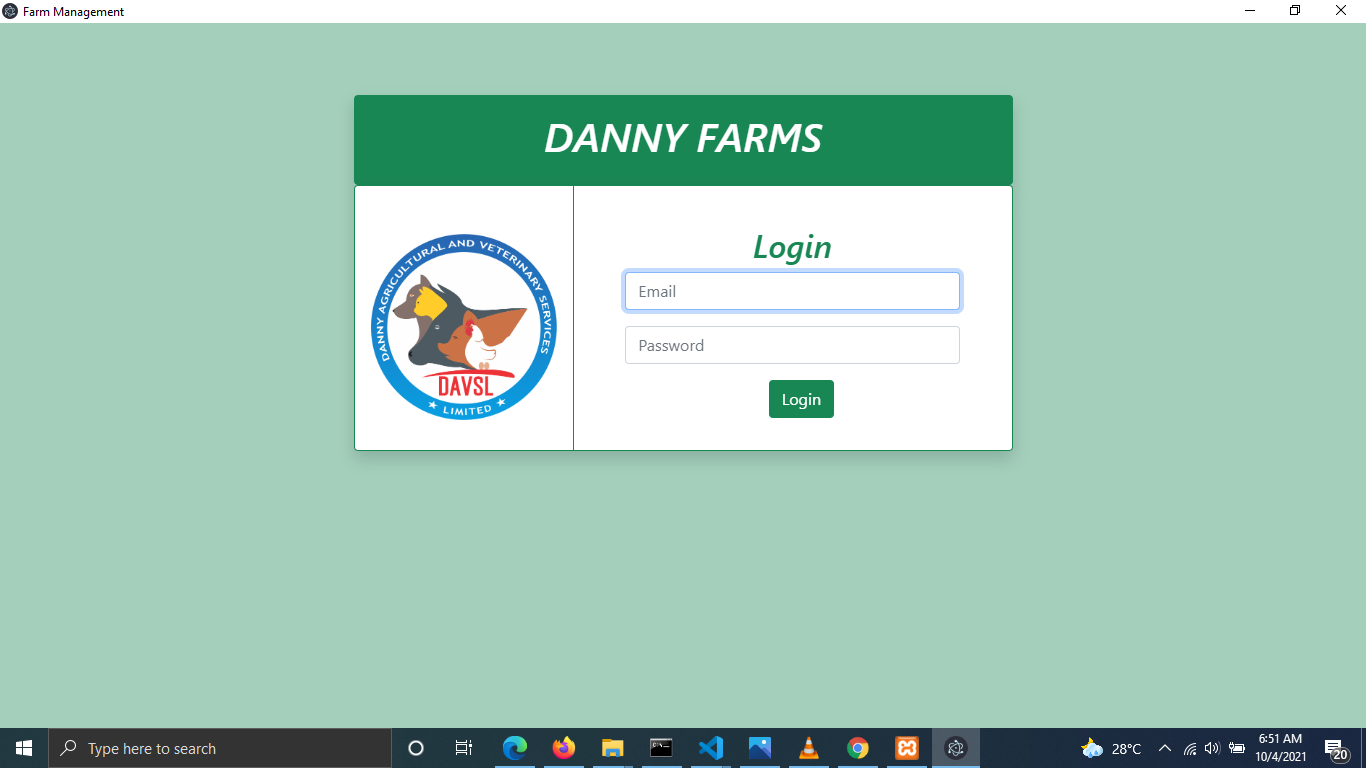 Farm Management
DANNY FARMS
DANNY AGRICULTURAL AND VETERINARY SERVICES
DAVSL
LIMITED
Login
Email
Password
Login
Type here to search
28°C
6:51 AM
10/4/2021
20